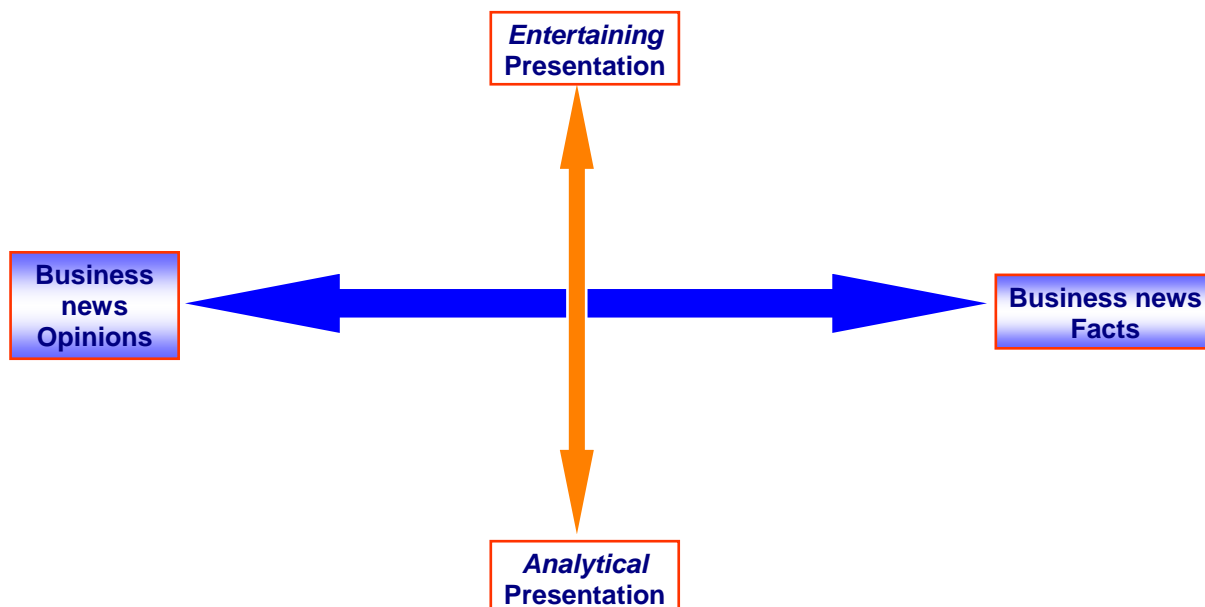 Entertaining
Presentation
Business
news
Opinions
Business news
Facts
Analytical
Presentation